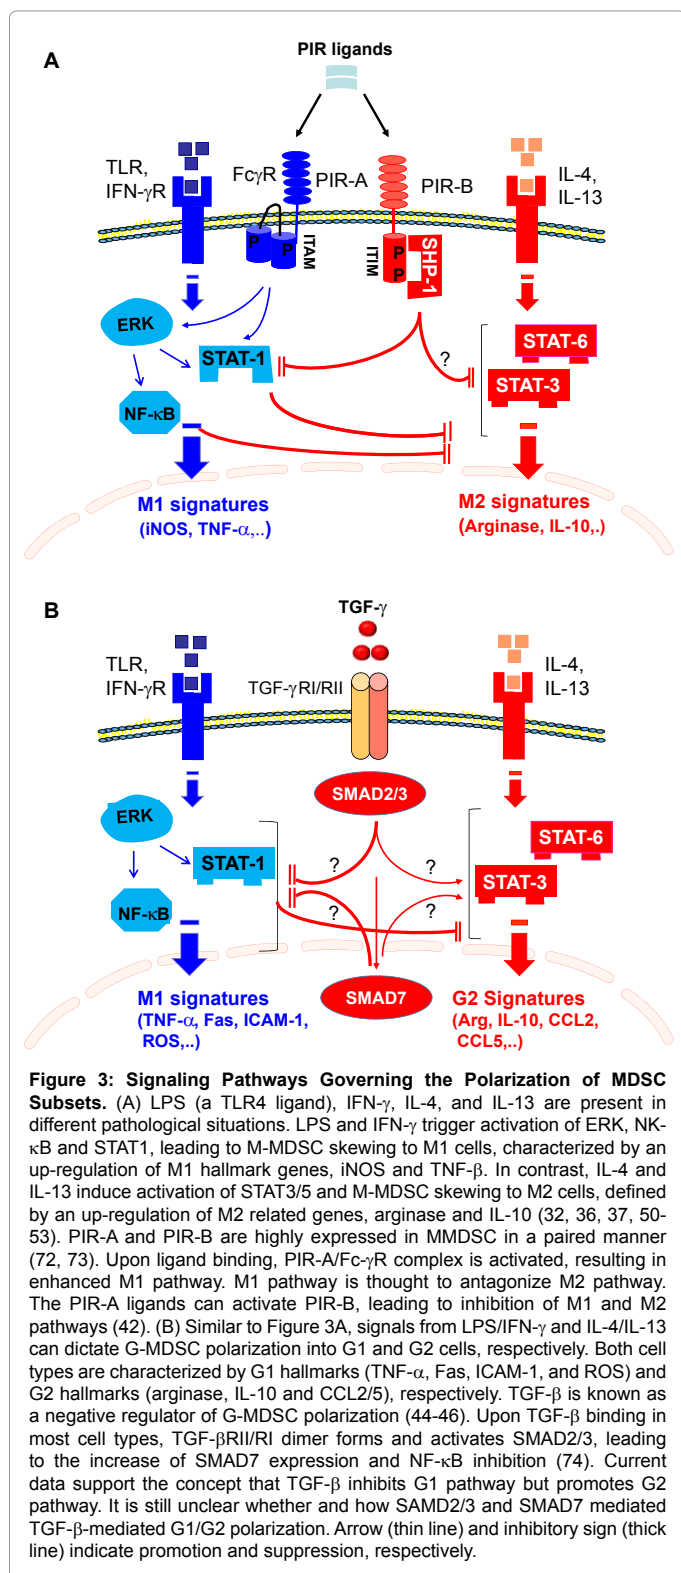 A
PIR ligands
TLR,
IFN-γR
FcγR
PIR-A
PIR-B
IL-4,
IL-13
P
P
ITAM
ITIM
P
P
SHP-1
ERK
STAT-1
NF-κB
?
STAT-6
STAT-3
M1 signatures
(iNOS, TNF-α,..)
M2 signatures
(Arginase, IL-10,.)
B
TGF-γ
TLR,
IFN-γR
TGF-γRI/RII
IL-4,
IL-13
SMAD2/3
ERK
STAT-1
NF-κB
?
?
?
?
STAT-6
STAT-3
SMAD7
M1 signatures
(TNF-α, Fas, ICAM-1,
ROS,..)
G2 Signatures
(Arg, IL-10, CCL2,
CCL5,..)
Figure 3: Signaling Pathways Governing the Polarization of MDSC
Subsets. (A) LPS (a TLR4 ligand), IFN-γ, IL-4, and IL-13 are present in
different pathological situations. LPS and IFN-γ trigger activation of ERK, NK-
κB and STAT1, leading to M-MDSC skewing to M1 cells, characterized by an
up-regulation of M1 hallmark genes, iNOS and TNF-β. In contrast, IL-4 and
IL-13 induce activation of STAT3/5 and M-MDSC skewing to M2 cells, defined
by an up-regulation of M2 related genes, arginase and IL-10 (32, 36, 37, 50-
53). PIR-A and PIR-B are highly expressed in MMDSC in a paired manner
(72, 73). Upon ligand binding, PIR-A/Fc-γR complex is activated, resulting in
enhanced M1 pathway. M1 pathway is thought to antagonize M2 pathway.
The PIR-A ligands can activate PIR-B, leading to inhibition of M1 and M2
pathways (42). (B) Similar to Figure 3A, signals from LPS/IFN-γ and IL-4/IL-13
can dictate G-MDSC polarization into G1 and G2 cells, respectively. Both cell
types are characterized by G1 hallmarks (TNF-α, Fas, ICAM-1, and ROS) and
G2 hallmarks (arginase, IL-10 and CCL2/5), respectively. TGF-β is known as
a negative regulator of G-MDSC polarization (44-46). Upon TGF-β binding in
most cell types, TGF-βRII/RI dimer forms and activates SMAD2/3, leading
to the increase of SMAD7 expression and NF-kB inhibition (74). Current
data support the concept that TGF-β inhibits G1 pathway but promotes G2
pathway. It is still unclear whether and how SAMD2/3 and SMAD7 mediated
TGF-β-mediated G1/G2 polarization. Arrow (thin line) and inhibitory sign (thick
line) indicate promotion and suppression, respectively.